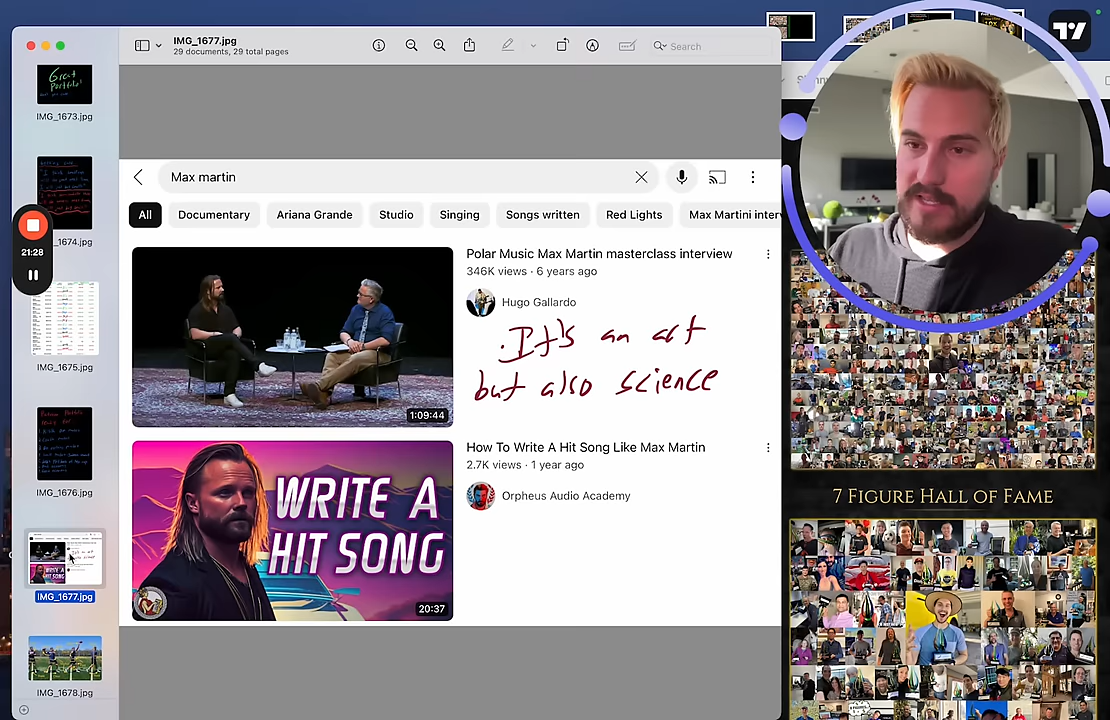 IMG_1677.jpg
29 documents, 29 total pages
Search
Great
Portfolio!
IMG_1673.jpg
_1674.jpg
21:28
IMG_1675.jpg
IMG_1676.jpg
IMG_1677.jpg
IMG_1678.jpg
Max martin
All
Documentary
Ariana Grande
Studio
Singing
Songs written
Red Lights
Max Martini inter
Polar Music Max Martin masterclass interview
346K views · 6 years ago
Hugo Gallardo
. It's an art
but also science
1:09:44
How To Write A Hit Song Like Max Martin
2.7K views · 1 year ago
Orpheus Audio Academy
WRITE A
HIT SONG
20:37
7 Figure Hall of Fame